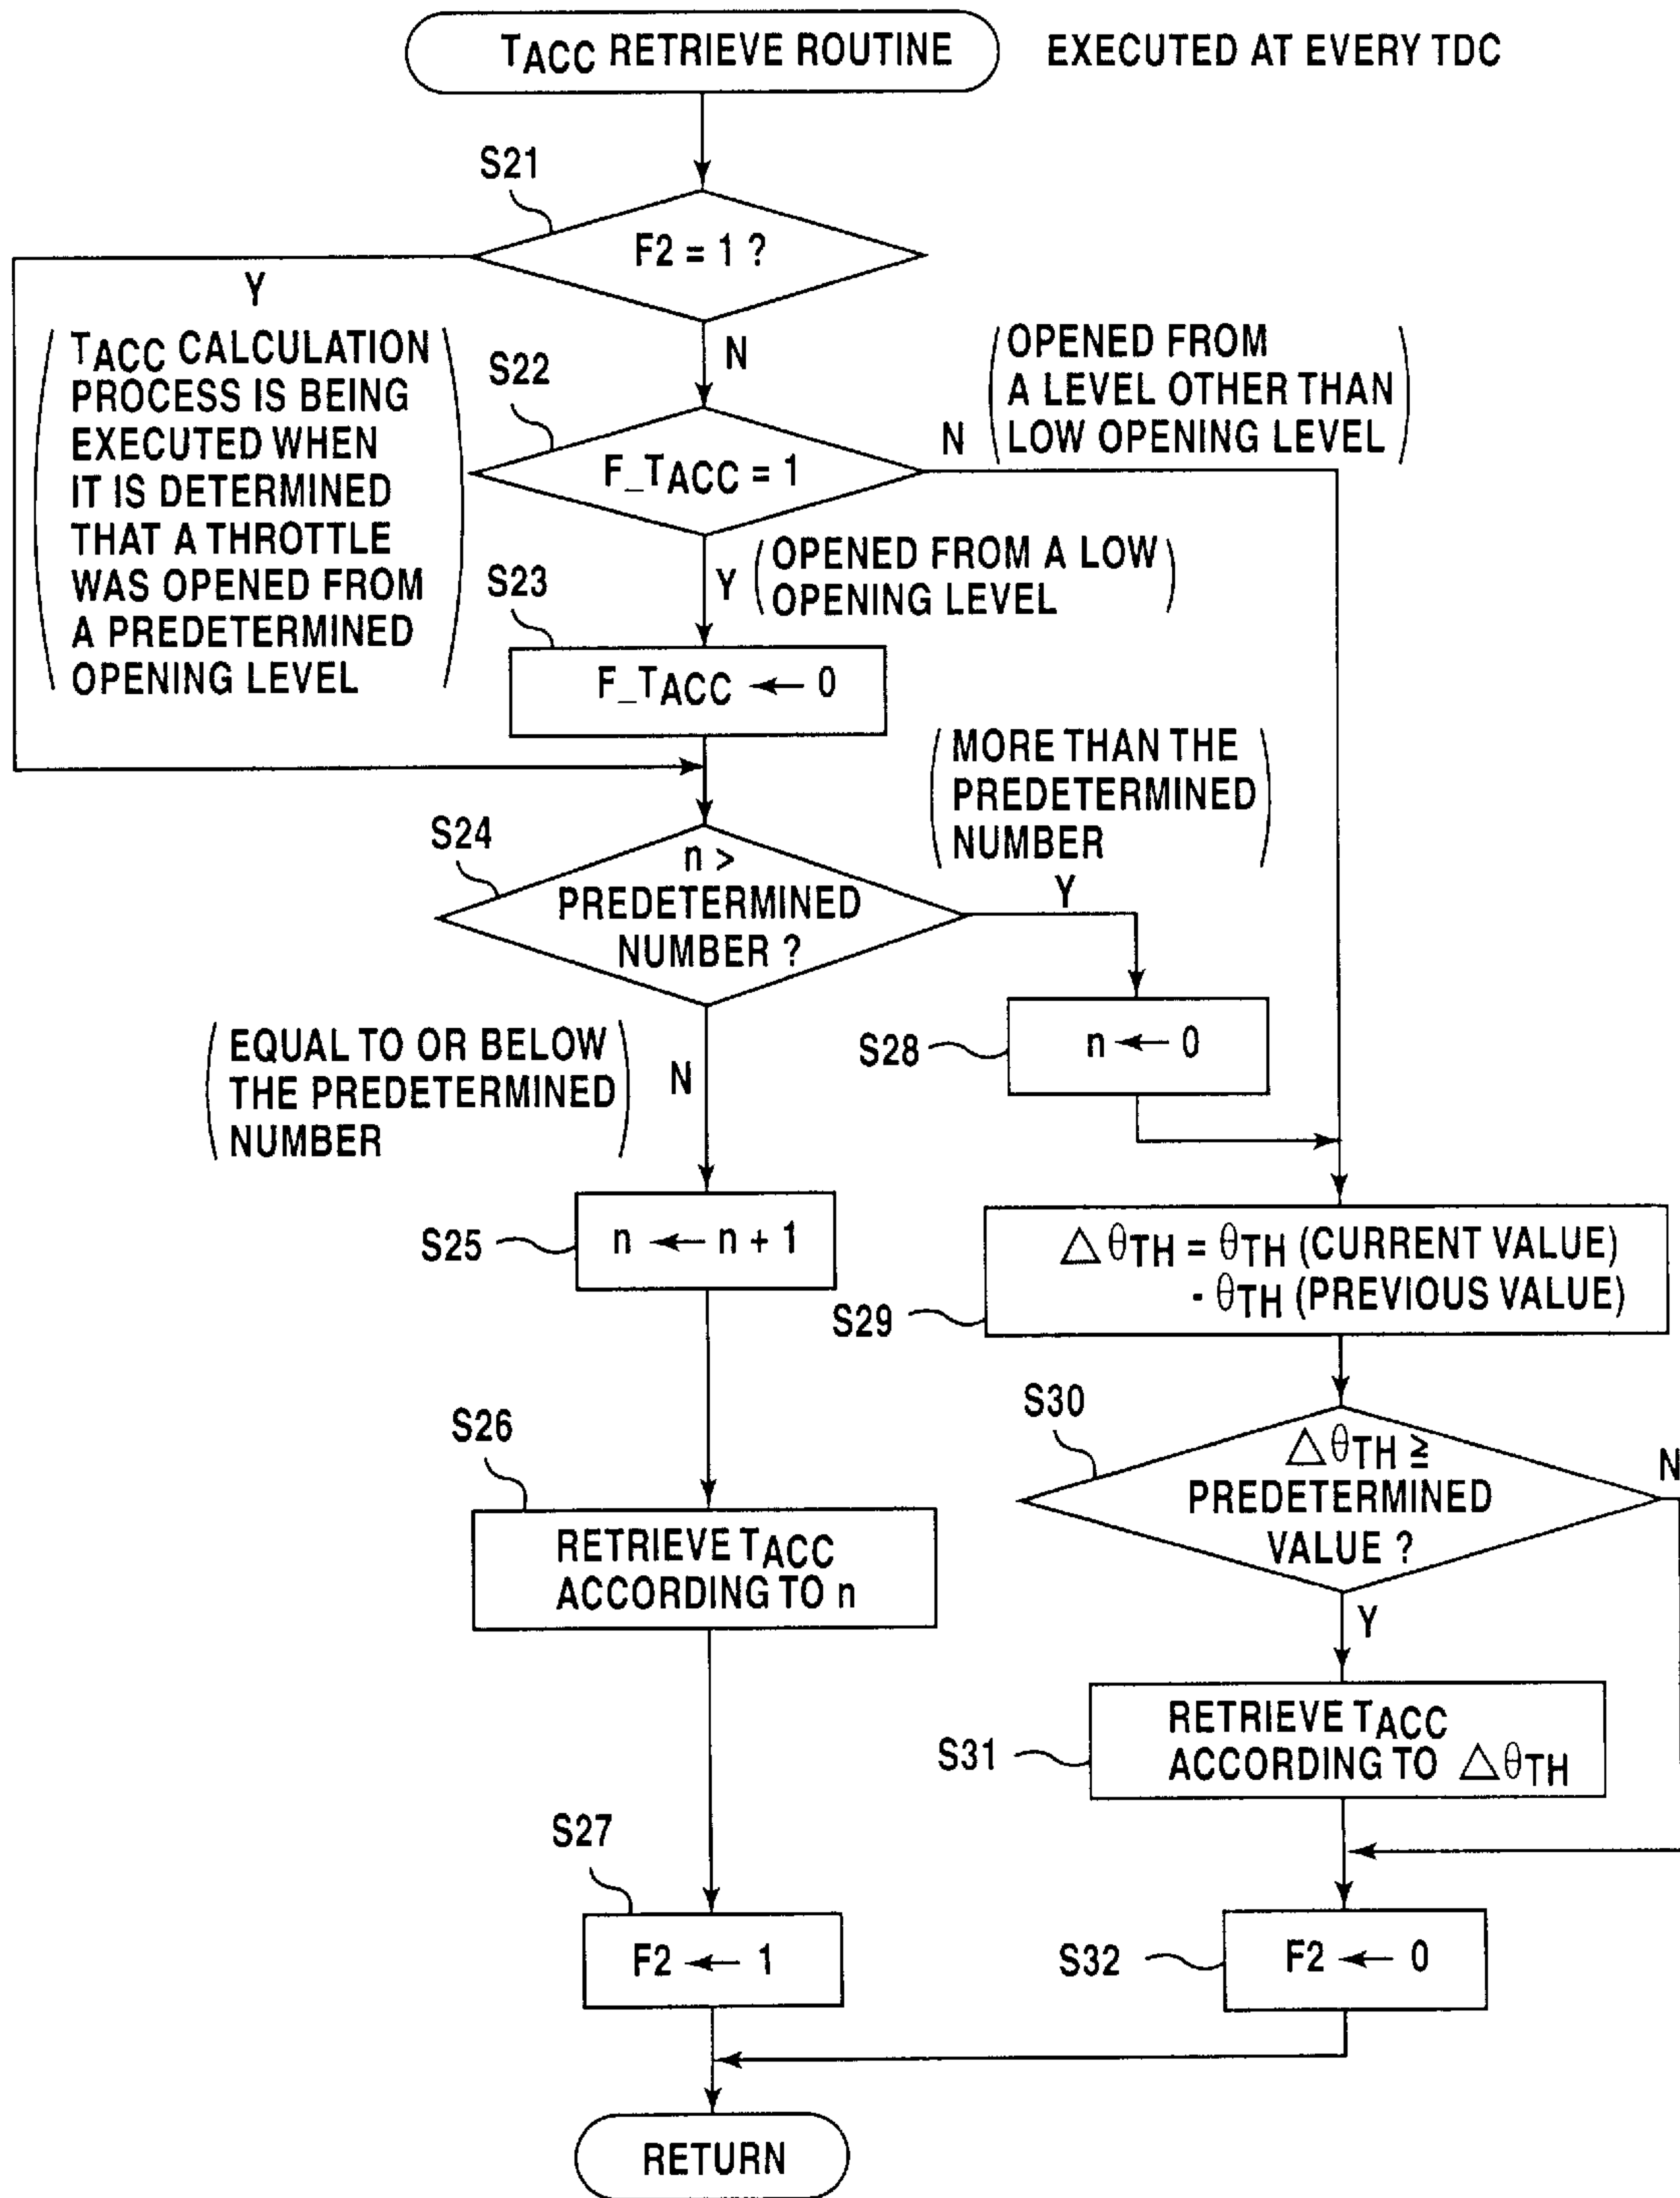 TACC RETRIEVE ROUTINE
EXECUTED AT EVERY TDC
S21
F2 = 1 ?
Y
TACC CALCULATION
PROCESS IS BEING
EXECUTED WHEN
IT IS DETERMINED
THAT A THROTTLE
WAS OPENED FROM
A PREDETERMINED
OPENING LEVEL
N
S22
F_TACC = 1
N
OPENED FROM
A LEVEL OTHER THAN
LOW OPENING LEVEL
Y
OPENED FROM A LOW
OPENING LEVEL
S23
F_TACC ← 0
MORE THAN THE
PREDETERMINED
NUMBER
S24
n >
PREDETERMINED
NUMBER ?
Y
S28
n ← 0
EQUAL TO OR BELOW
THE PREDETERMINED
NUMBER
N
S25
n ← n + 1
S29
△θTH = θTH (CURRENT VALUE)
- θTH (PREVIOUS VALUE)
S30
△θTH ≧
PREDETERMINED
VALUE ?
N
Y
S26
RETRIEVE TACC
ACCORDING TO n
S31
RETRIEVE TACC
ACCORDING TO △θTH
S27
F2 ← 1
S32
F2 ← 0
RETURN